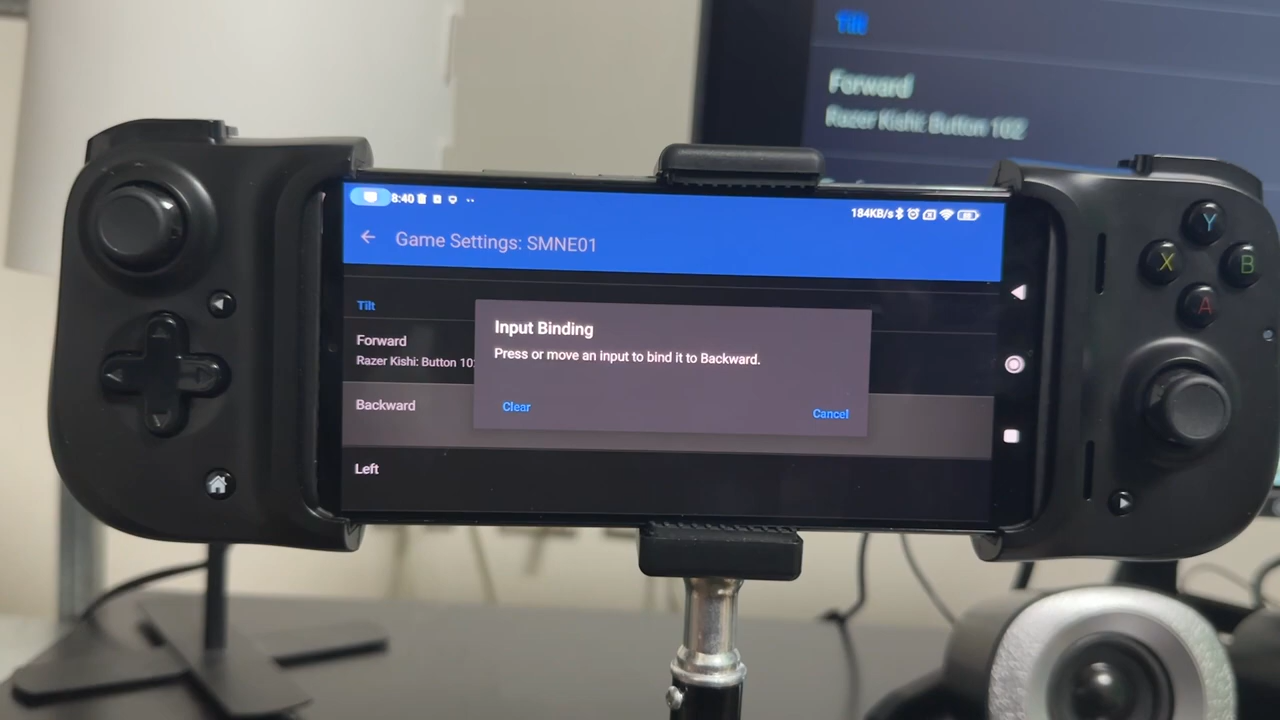 Tilt
Forward
Razer Kishi: Button 102
8:40
184KB/s
Game Settings: SMNE01
Tilt
Forward
Razer Kishi: Button 10
Input Binding
Press or move an input to bind it to Backward.
Clear
Cancel
Backward
Left
Y
X
B
A